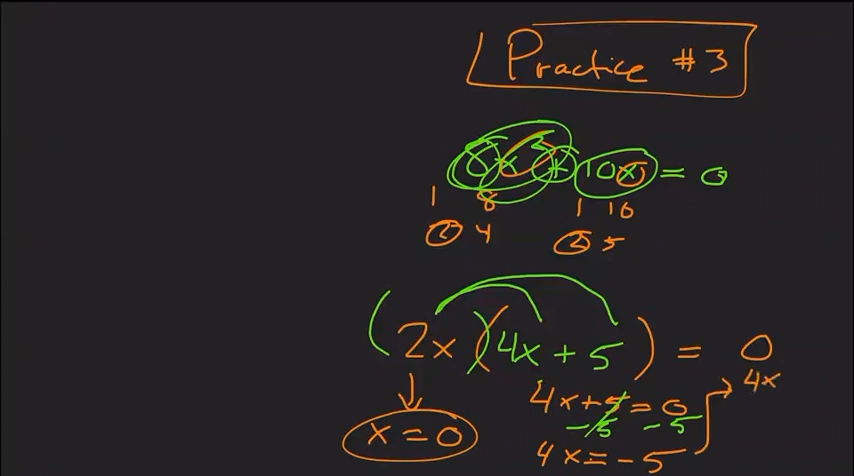 Practice #3
8x² + 10x = 0
1 8 1 10
2 4 2 5
(2x)(4x + 5) = 0
4x
4x + 5 = 0
x = 0
- 5 - 5
4x = - 5